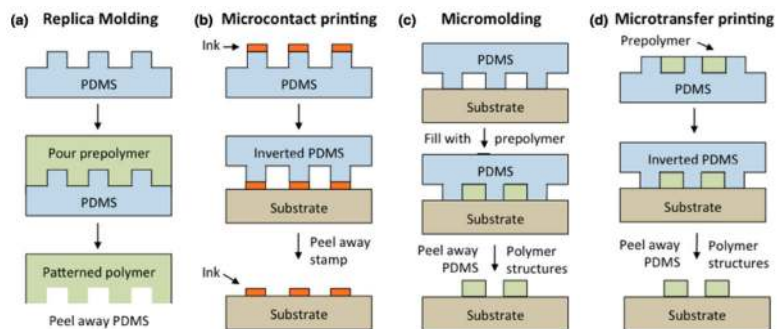 (a) Replica Molding
PDMS
Pour prepolymer
PDMS
Patterned polymer
Peel away PDMS
(b) Microcontact printing
Ink
PDMS
Inverted PDMS
Substrate
Peel away
stamp
Ink
Substrate
(c) Micromolding
PDMS
Substrate
Fill with prepolymer
PDMS
Substrate
Peel away Polymer
PDMS structures
Substrate
(d) Microtransfer printing
Prepolymer
PDMS
Inverted PDMS
Substrate
Peel away Polymer
PDMS structures
Substrate